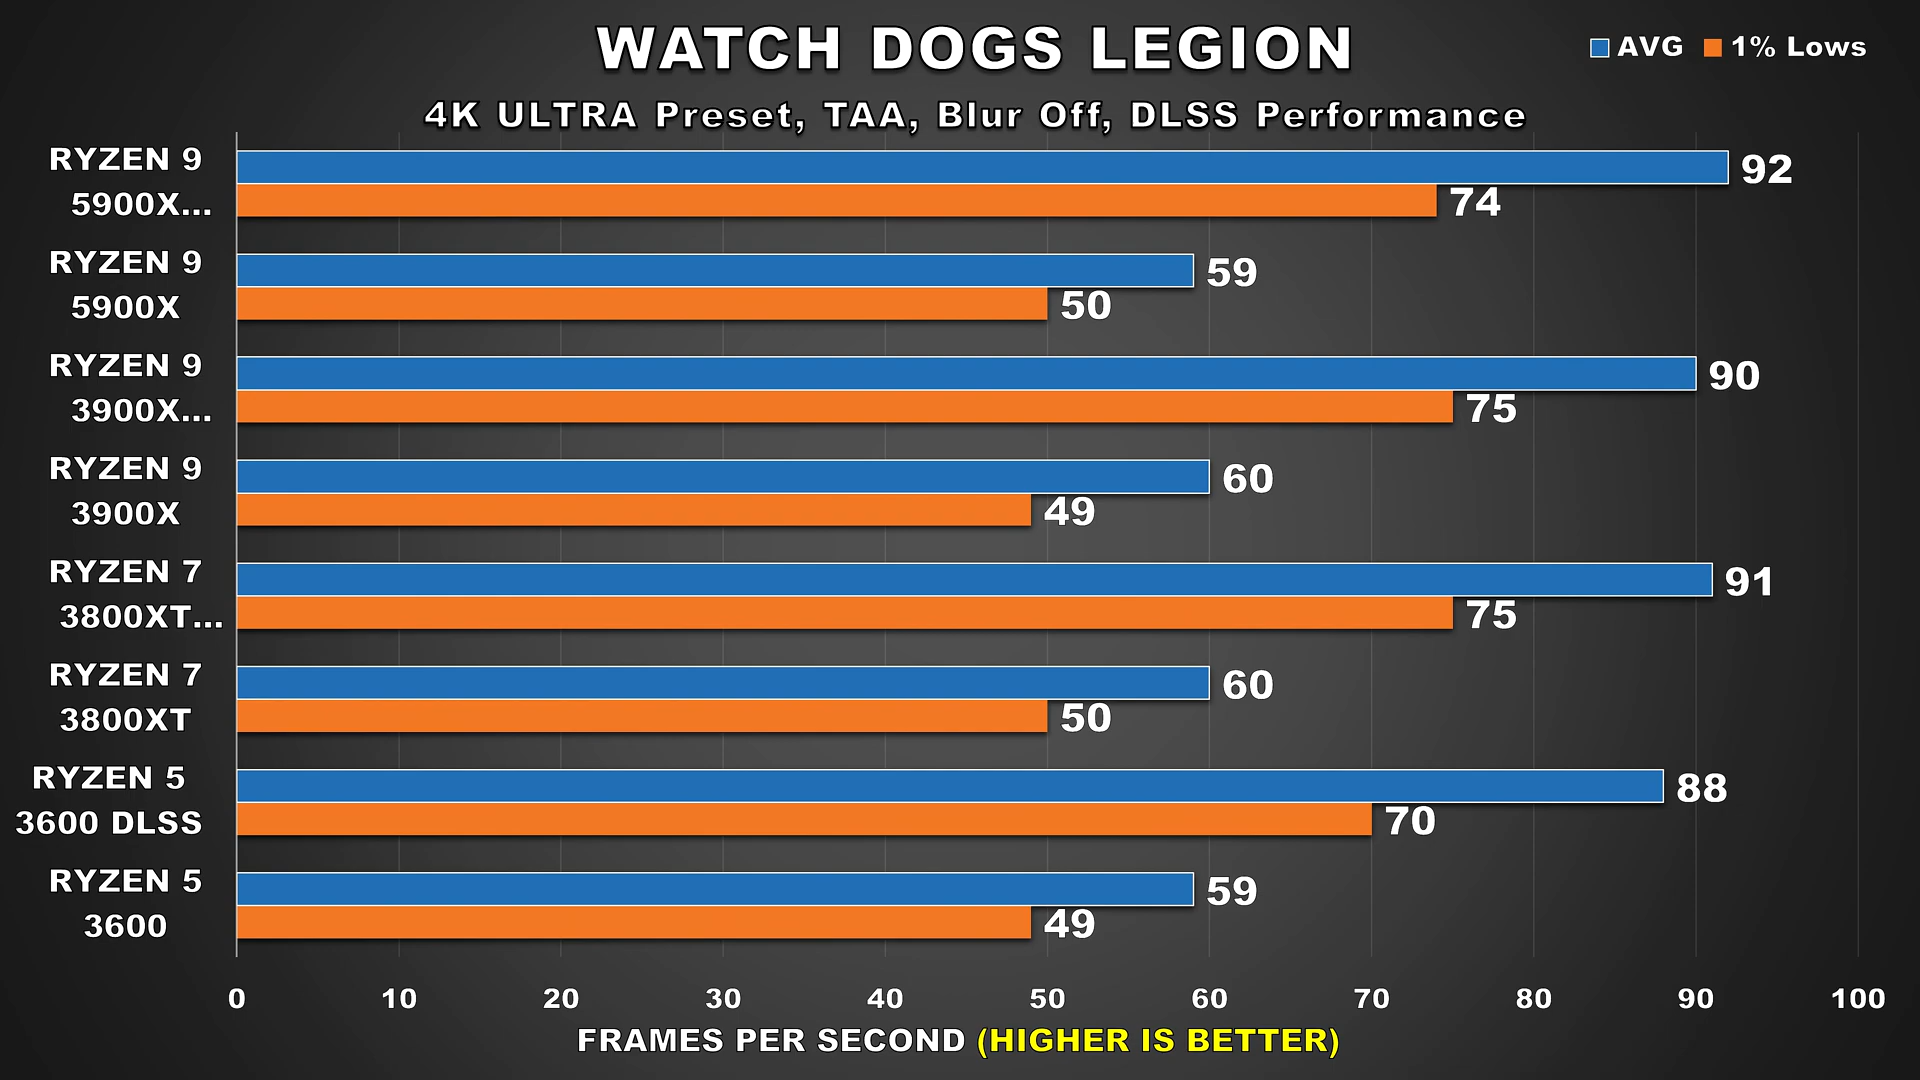 WATCH DOGS LEGION
AVG 1% Lows
4K ULTRA Preset, TAA, Blur Off, DLSS Performance
RYZEN 9
5900X...
92
74
RYZEN 9
5900X
59
50
RYZEN 9
3900X...
90
75
RYZEN 9
3900X
60
49
RYZEN 7
3800XT...
91
75
RYZEN 7
3800XT
60
50
RYZEN 5
3600 DLSS
88
70
RYZEN 5
3600
59
49
0 10 20 30 40 50 60 70 80 90 100
FRAMES PER SECOND (HIGHER IS BETTER)